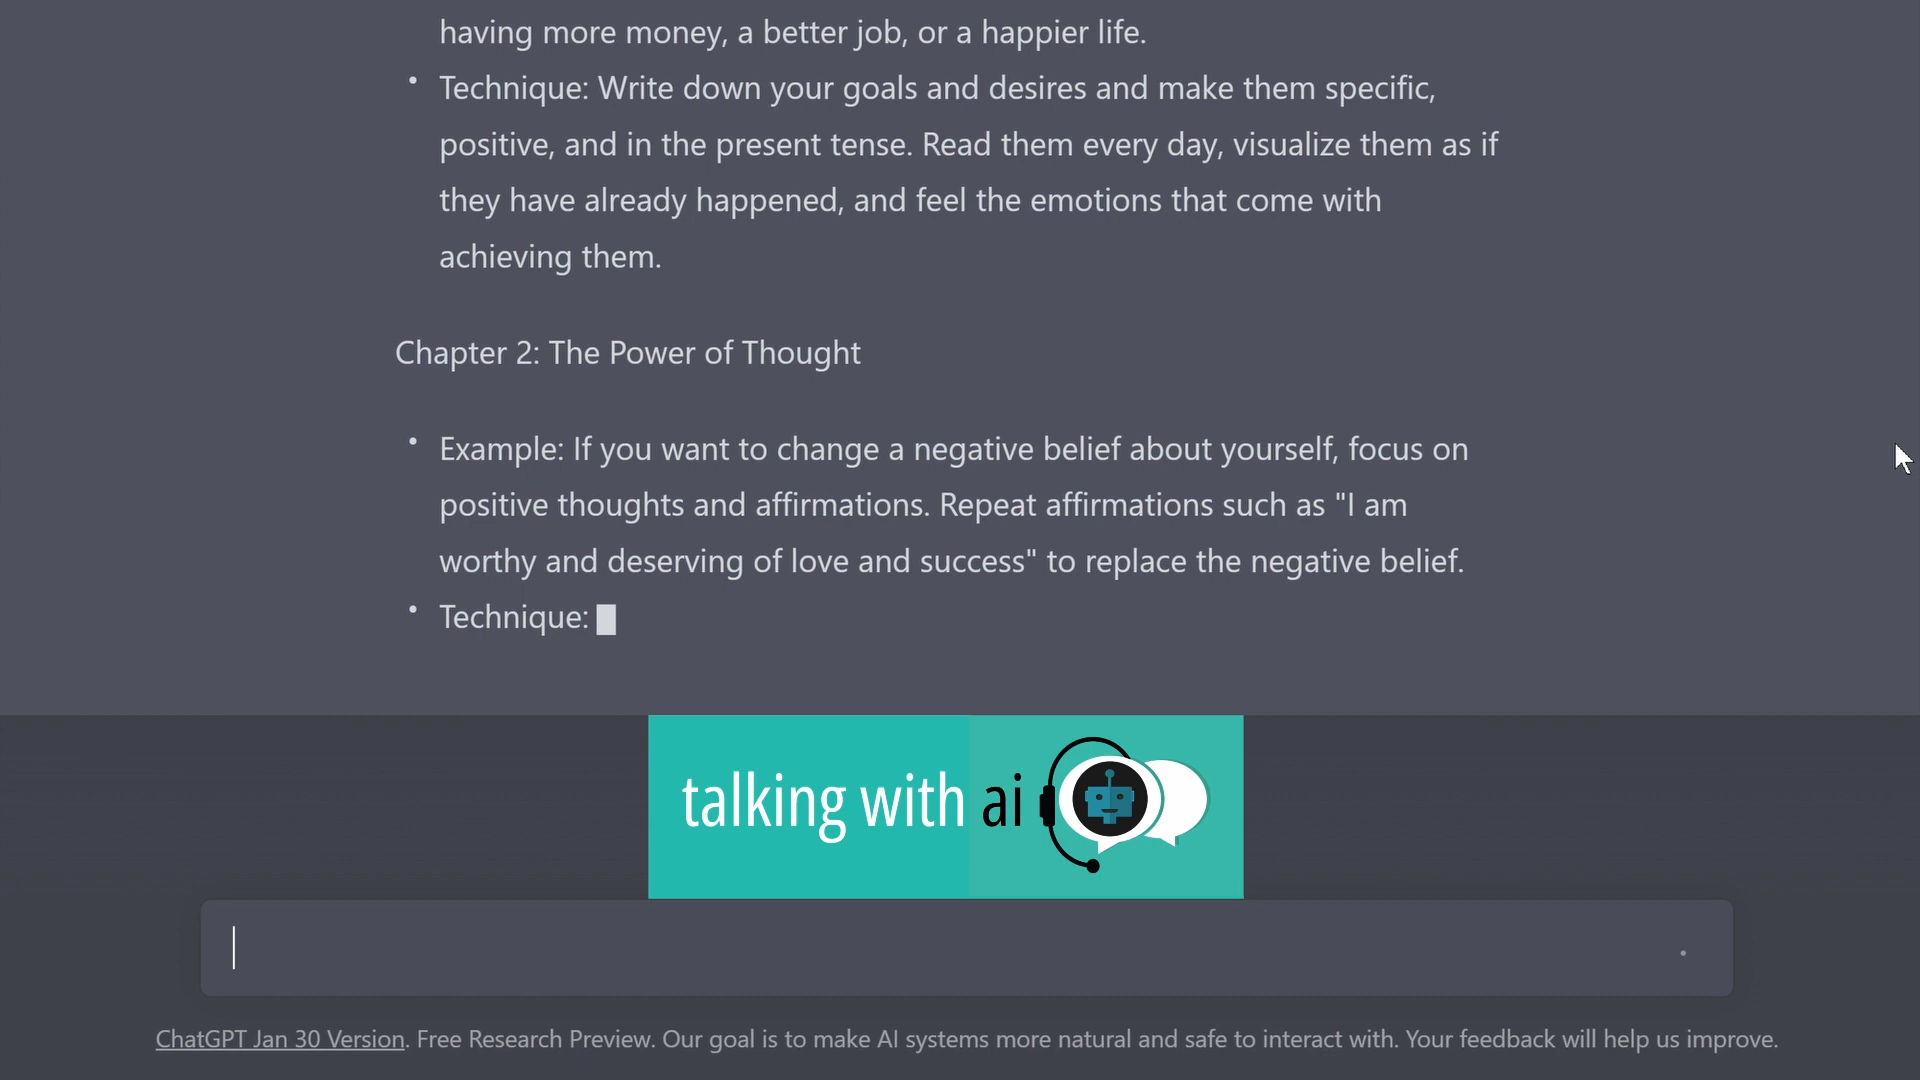 having more money, a better job, or a happier life.
• Technique: Write down your goals and desires and make them specific,
positive, and in the present tense. Read them every day, visualize them as if
they have already happened, and feel the emotions that come with
achieving them.
Chapter 2: The Power of Thought
• Example: If you want to change a negative belief about yourself, focus on
positive thoughts and affirmations. Repeat affirmations such as "I am
worthy and deserving of love and success" to replace the negative belief.
• Technique:
talking with ai
ChatGPT Jan 30 Version. Free Research Preview. Our goal is to make AI systems more natural and safe to interact with. Your feedback will help us improve.